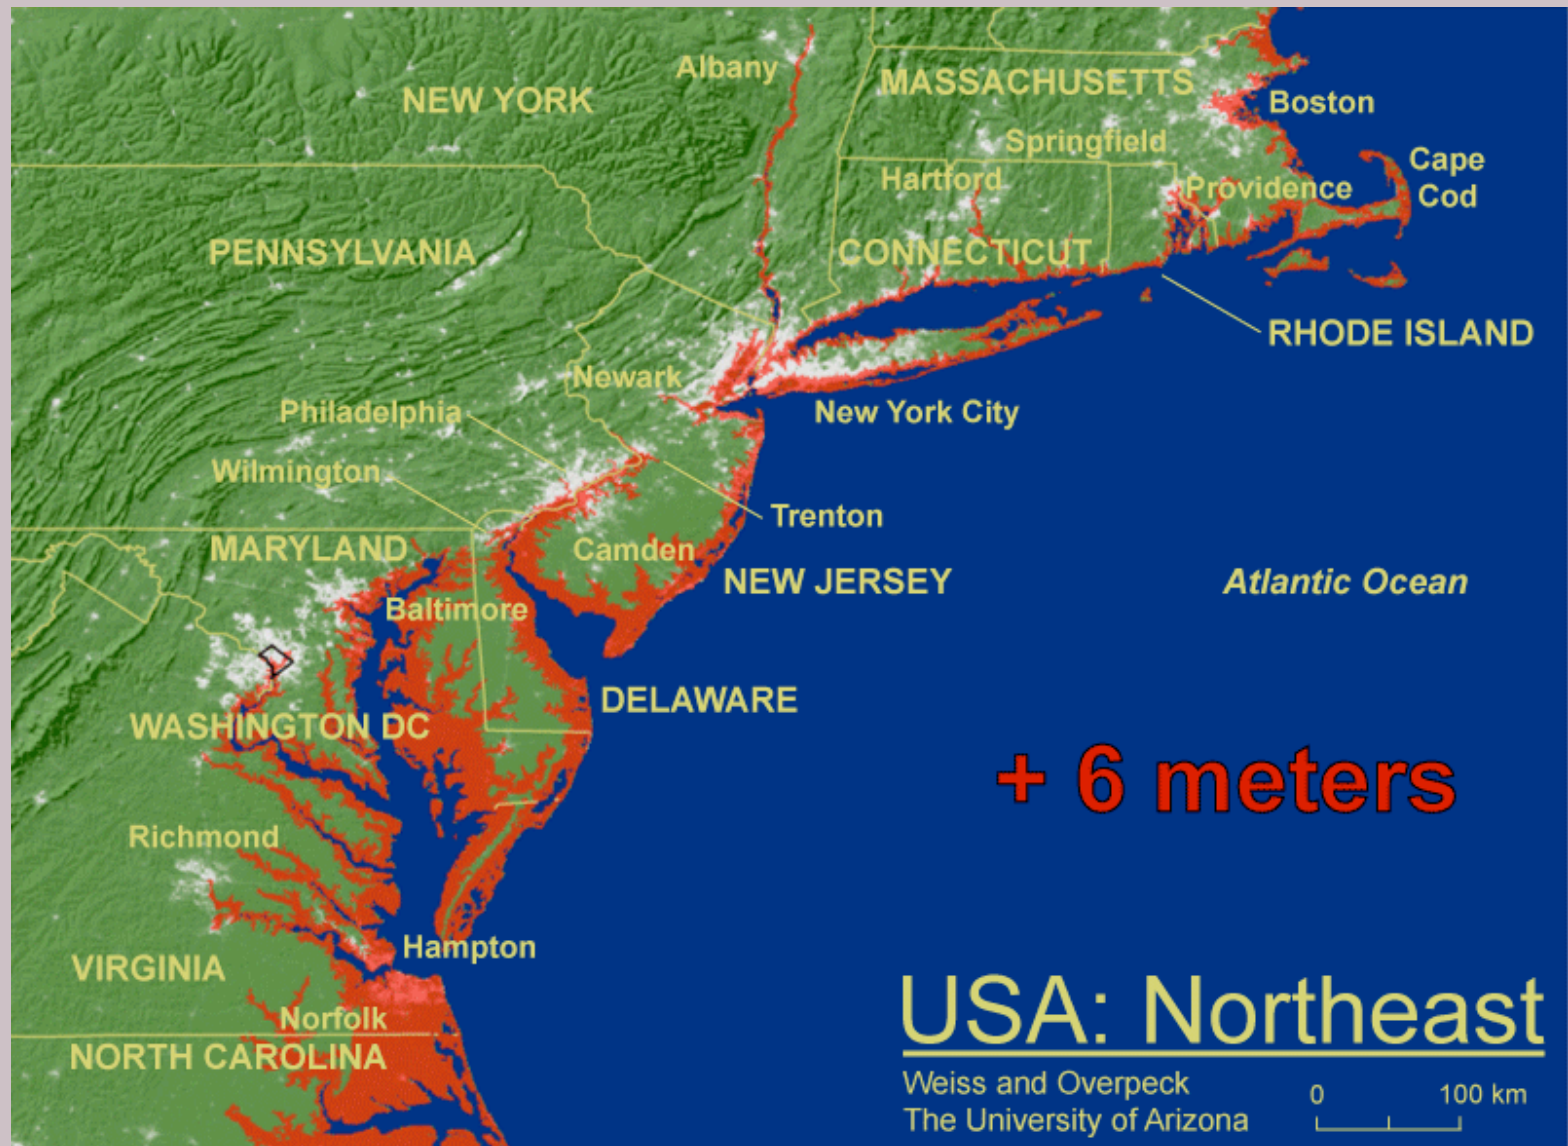 Albany
NEW YORK
MASSACHUSETTS
Boston
Springfield
Cape
Cod
Hartford
Providence
PENNSYLVANIA
CONNECTICUT
RHODE ISLAND
Newark
Philadelphia
New York City
Wilmington
Trenton
MARYLAND
Camden
NEW JERSEY
Atlantic Ocean
Baltimore
DELAWARE
WASHINGTON DC
+ 6 meters
Richmond
Hampton
VIRGINIA
Norfolk
NORTH CAROLINA
USA: Northeast
Weiss and Overpeck
The University of Arizona
0 100 km